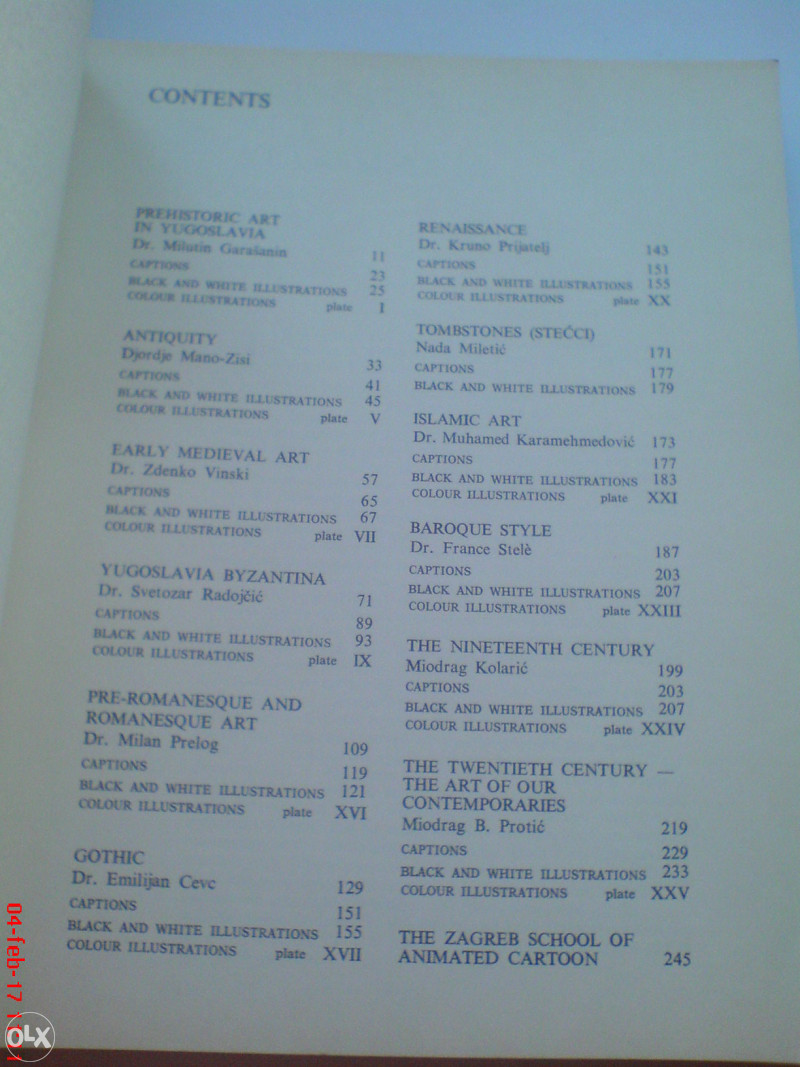 CONTENTS
PREHISTORIC ART
IN YUGOSLAVIA
Dr. Milutin Garašanin 11
CAPTIONS 23
BLACK AND WHITE ILLUSTRATIONS 25
COLOUR ILLUSTRATIONS plate I
ANTIQUITY
Djordje Mano-Zisi 33
CAPTIONS 41
BLACK AND WHITE ILLUSTRATIONS 45
COLOUR ILLUSTRATIONS plate V
EARLY MEDIEVAL ART
Dr. Zdenko Vinski 57
CAPTIONS 65
BLACK AND WHITE ILLUSTRATIONS 67
COLOUR ILLUSTRATIONS plate VII
YUGOSLAVIA BYZANTINA
Dr. Svetozar Radojčić 71
CAPTIONS 89
BLACK AND WHITE ILLUSTRATIONS 93
COLOUR ILLUSTRATIONS plate IX
PRE-ROMANESQUE AND
ROMANESQUE ART
Dr. Milan Prelog 109
CAPTIONS 119
BLACK AND WHITE ILLUSTRATIONS 121
COLOUR ILLUSTRATIONS plate XVI
GOTHIC
Dr. Emilijan Cevc 129
CAPTIONS 151
BLACK AND WHITE ILLUSTRATIONS 155
COLOUR ILLUSTRATIONS plate XVII
RENAISSANCE
Dr. Kruno Prijatelj 143
CAPTIONS 151
BLACK AND WHITE ILLUSTRATIONS 155
COLOUR ILLUSTRATIONS plate XX
TOMBSTONES (STEĆCI)
Nada Miletić 171
CAPTIONS 177
BLACK AND WHITE ILLUSTRATIONS 179
ISLAMIC ART
Dr. Muhamed Karamehmedović 173
CAPTIONS 177
BLACK AND WHITE ILLUSTRATIONS 183
COLOUR ILLUSTRATIONS plate XXI
BAROQUE STYLE
Dr. France Stelè 187
CAPTIONS 203
BLACK AND WHITE ILLUSTRATIONS 207
COLOUR ILLUSTRATIONS plate XXIII
THE NINETEENTH CENTURY
Miodrag Kolarić 199
CAPTIONS 203
BLACK AND WHITE ILLUSTRATIONS 207
COLOUR ILLUSTRATIONS plate XXIV
THE TWENTIETH CENTURY —
THE ART OF OUR
CONTEMPORARIES
Miodrag B. Protić 219
CAPTIONS 229
BLACK AND WHITE ILLUSTRATIONS 233
COLOUR ILLUSTRATIONS plate XXV
THE ZAGREB SCHOOL OF
ANIMATED CARTOON 245
04-feb-17
OLX